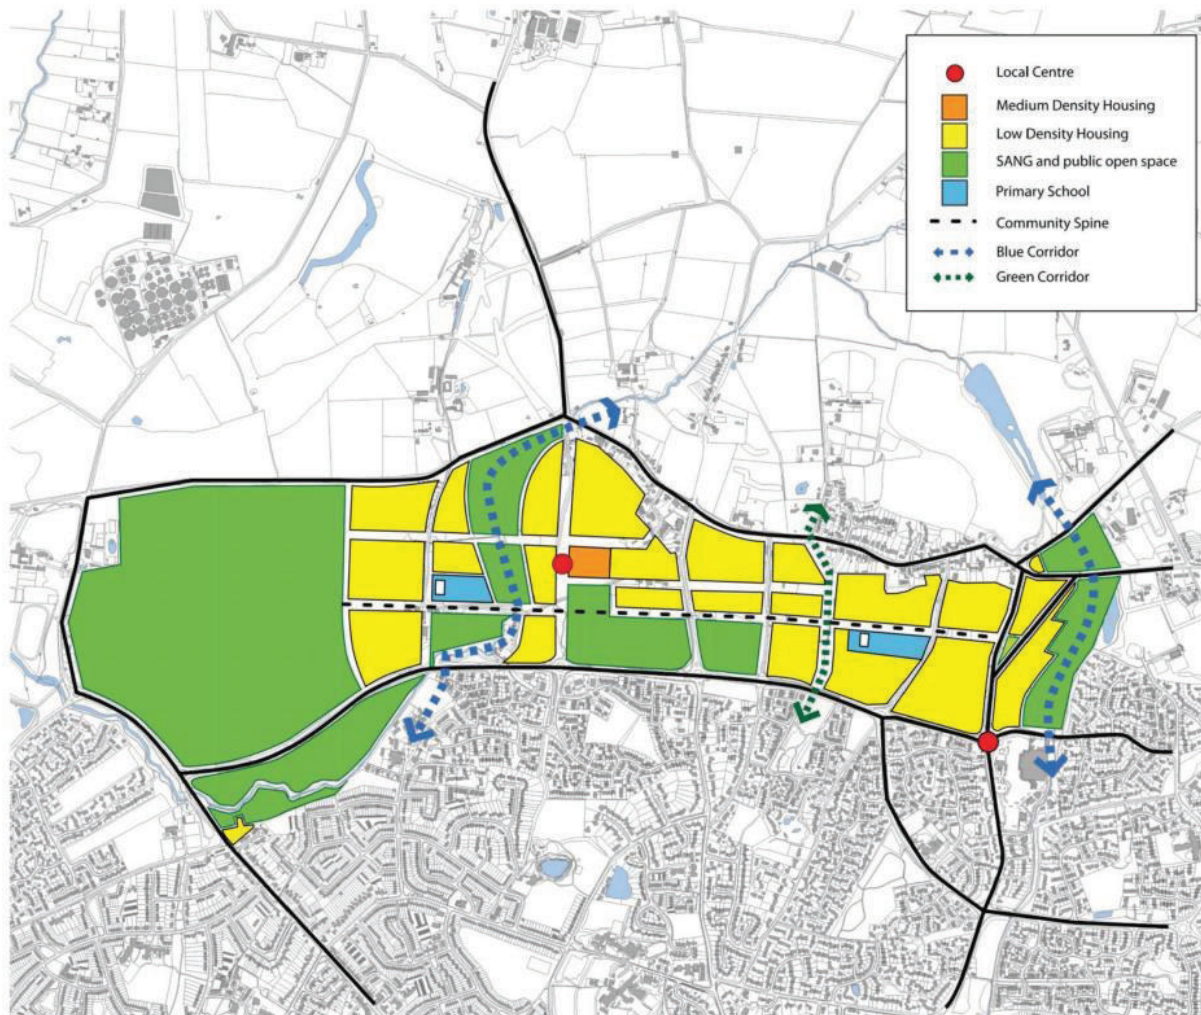 Local Centre
Medium Density Housing
Low Density Housing
SANG and public open space
Primary School
Community Spine
Blue Corridor
Green Corridor